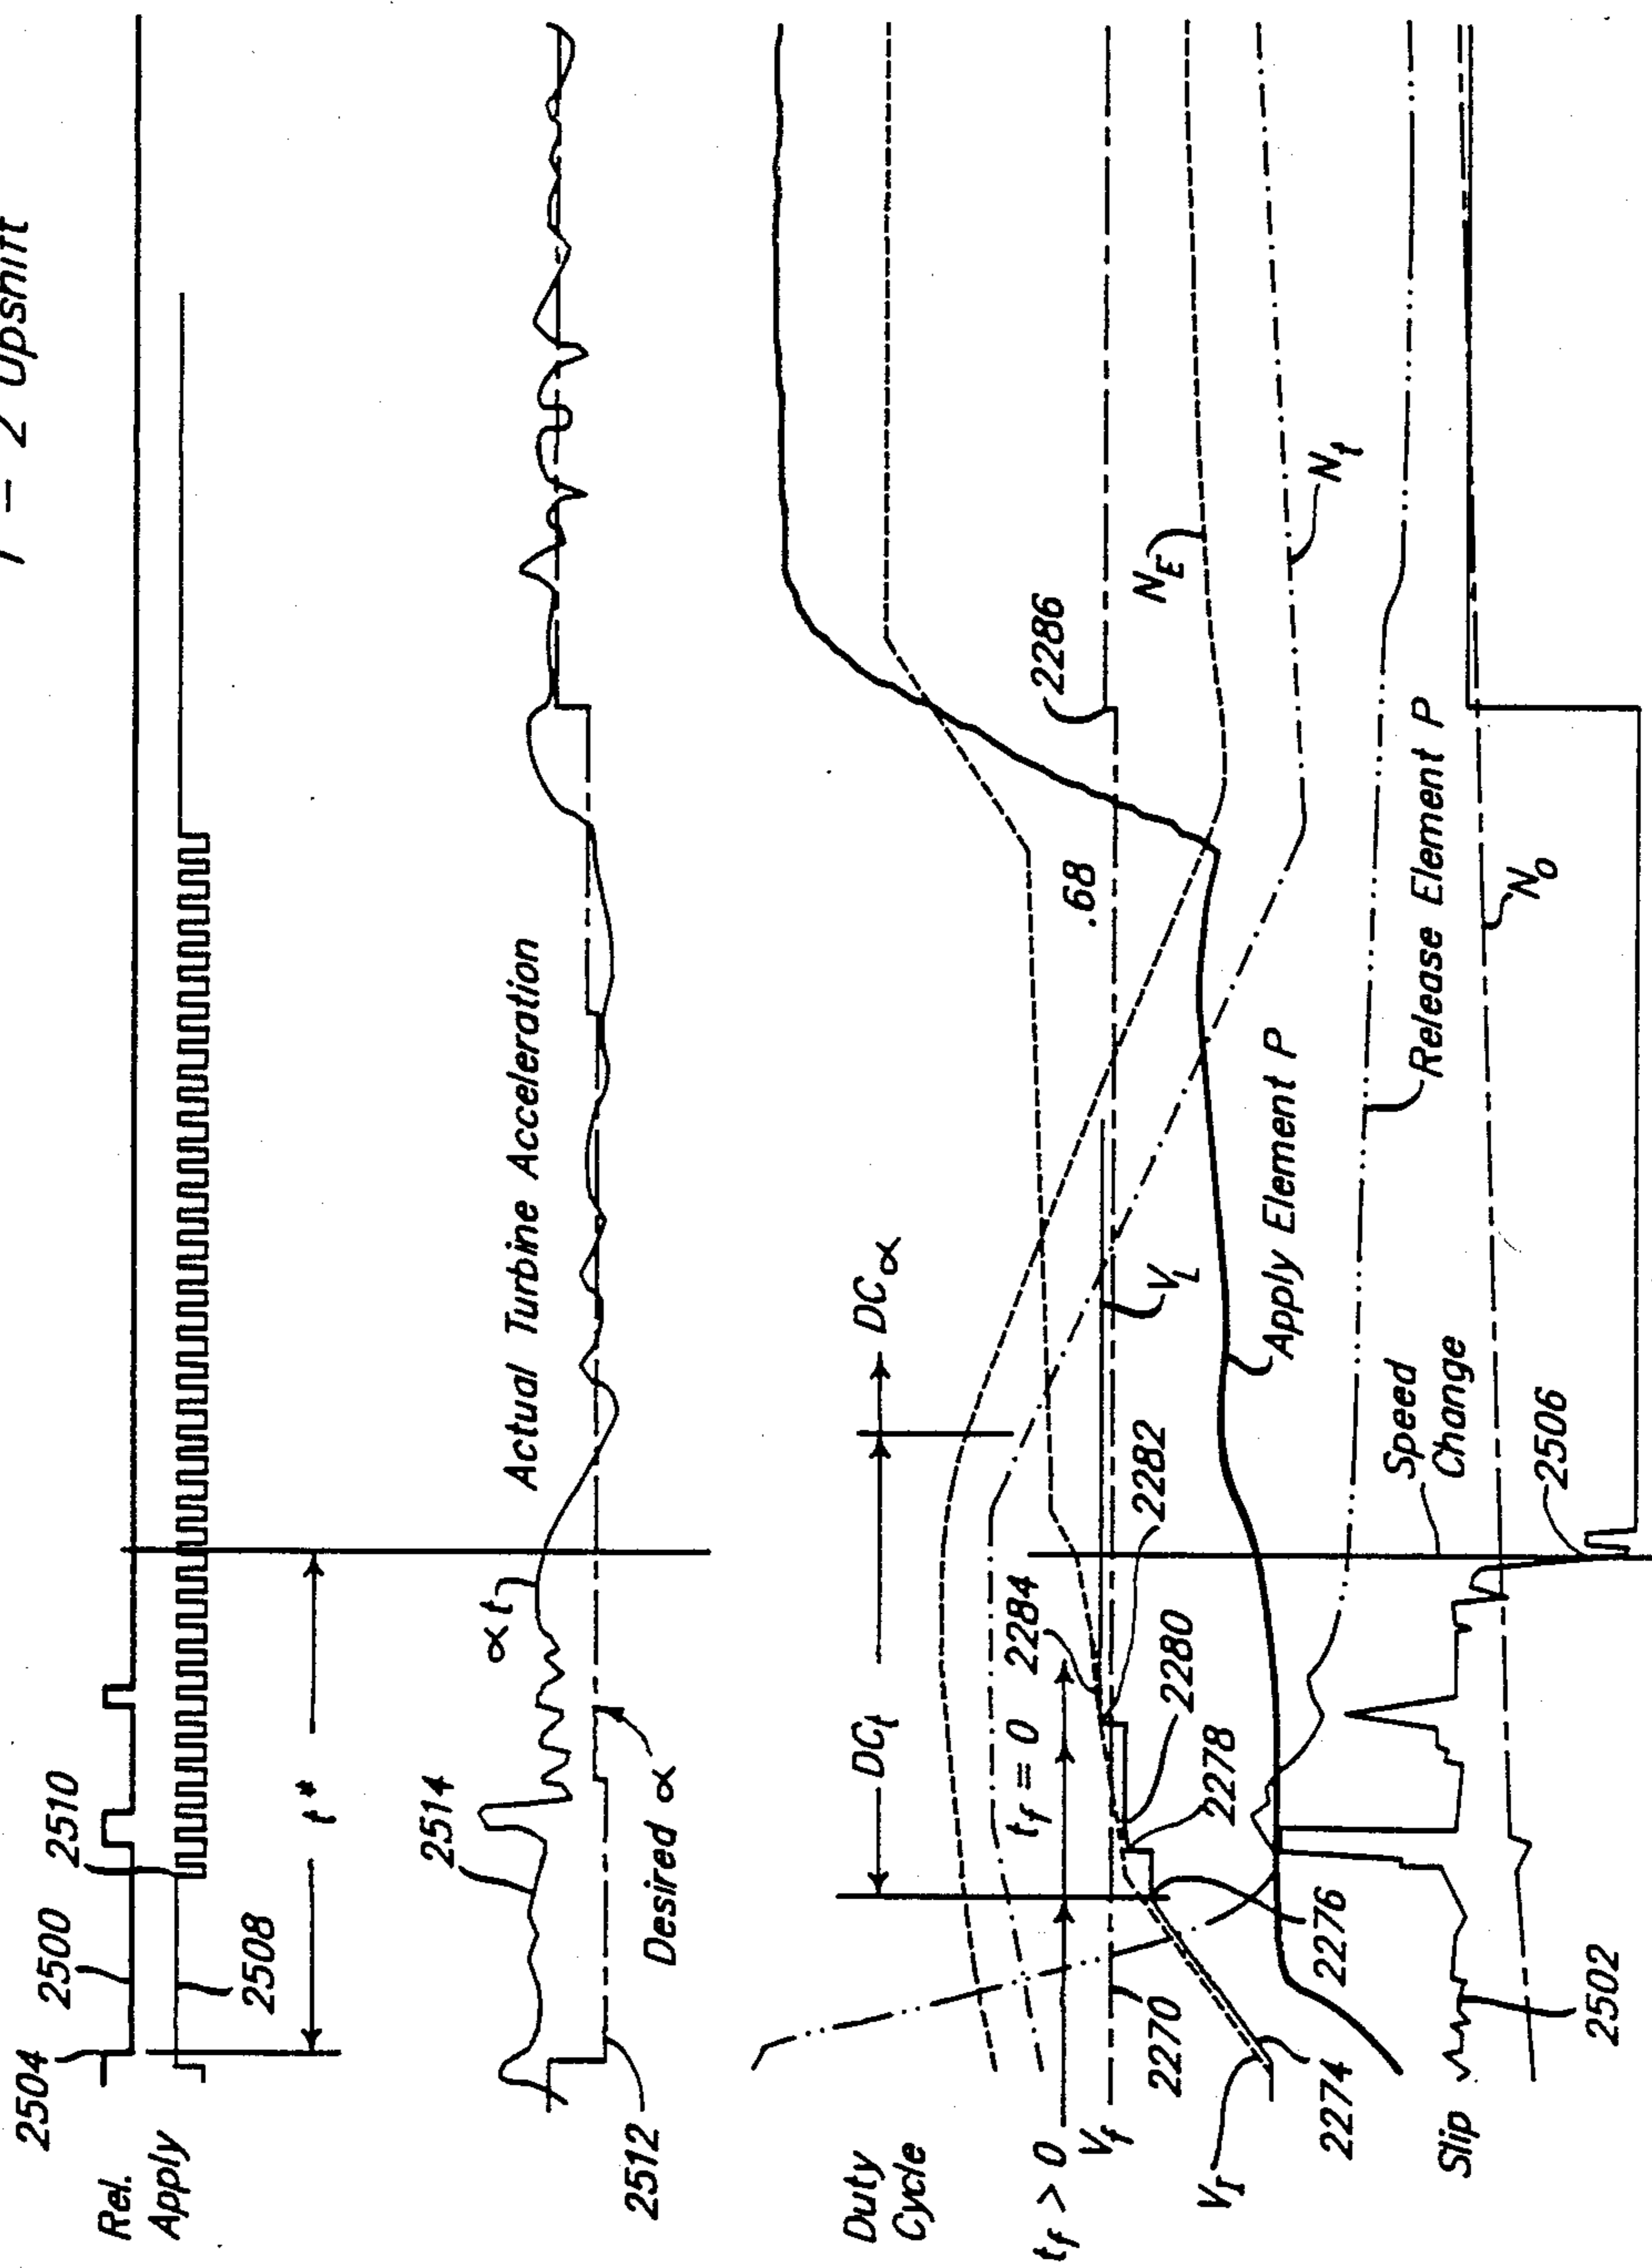 1 - 2 Upshift
2504
2500
2510
Rel.
Apply
2508
t*
2514
α t
Actual Turbine Acceleration
2512
Desired α
Duty
Cycle
DCt
DC α
tf > 0
tf = 0
2284
Vf
2270
2282
2280
2278
2276
VI
2274
VL
.68
2286
NE
Nt
Apply Element P
Release Element P
Speed
Change
No
Slip
2502
2506